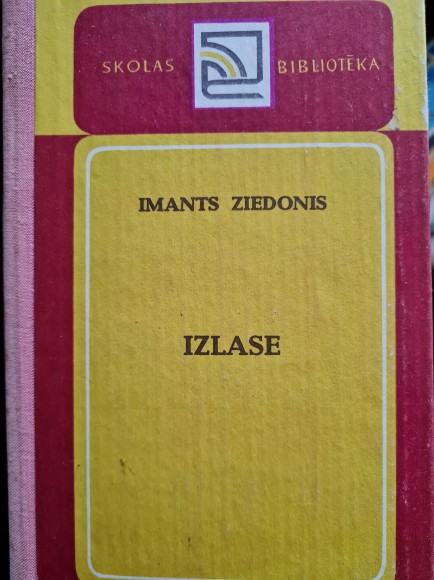 SKOLAS BIBLIOTĒKA
IMANTS ZIEDONIS
IZLASE